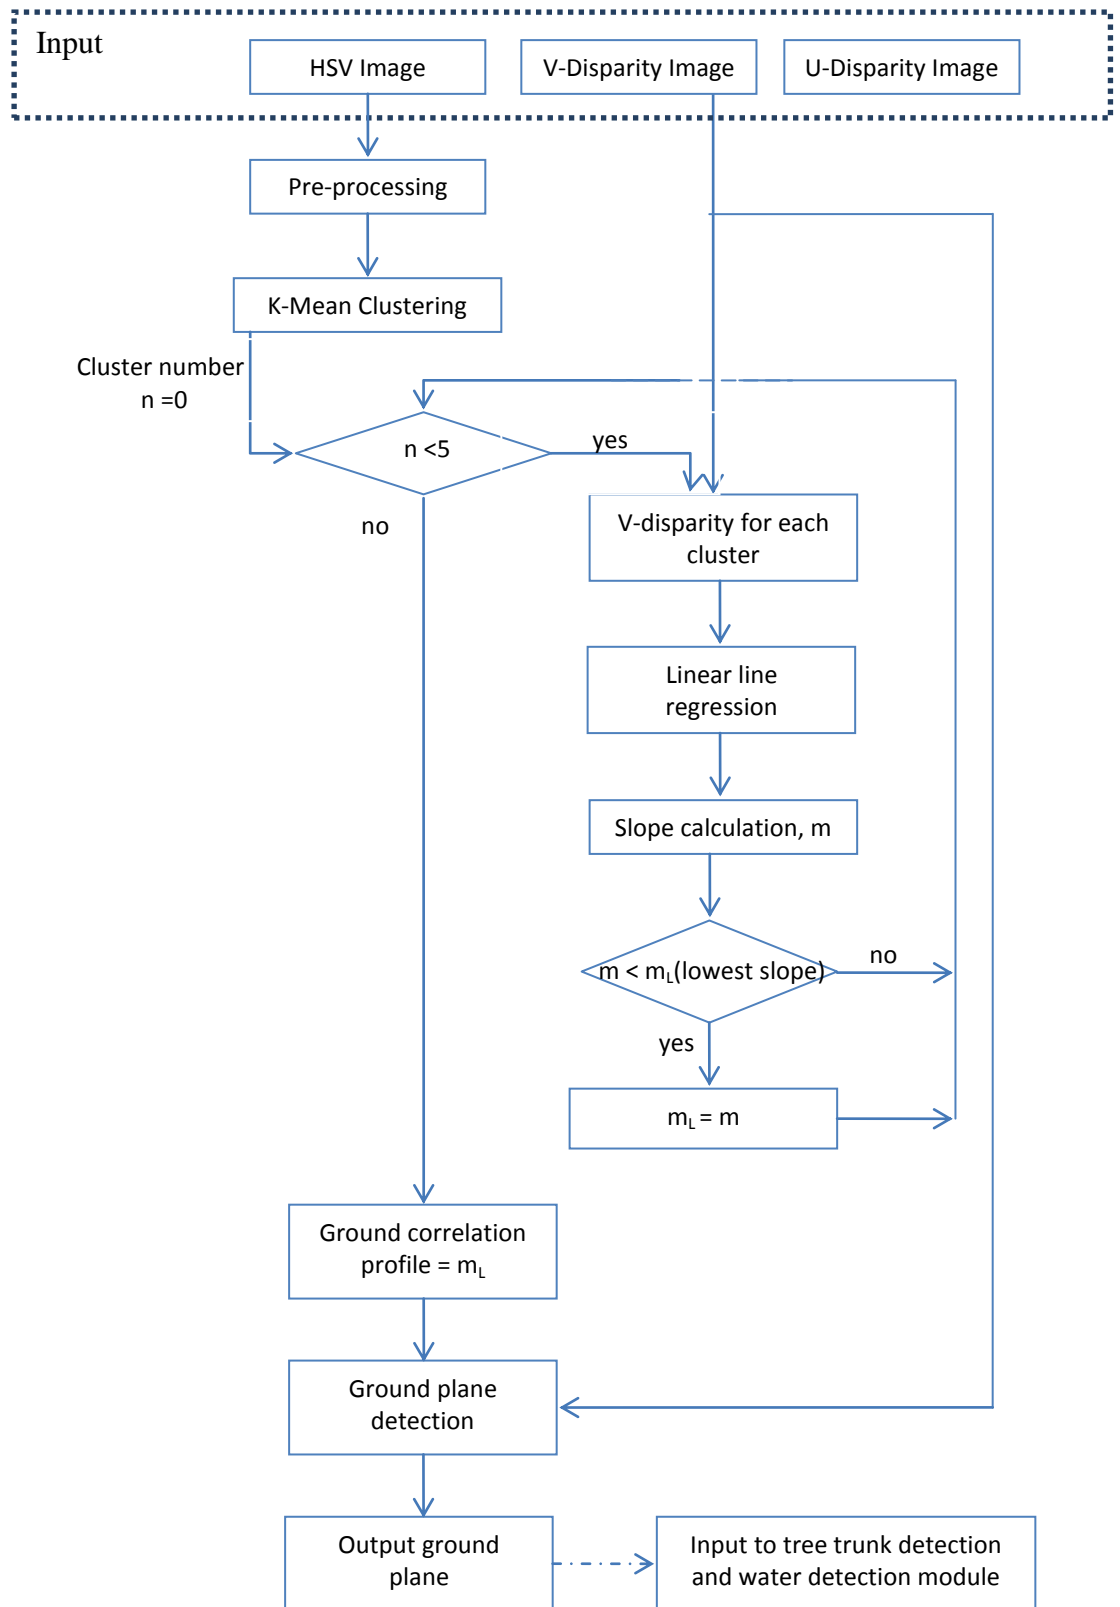 Input
HSV Image
V-Disparity Image
U-Disparity Image
Pre-processing
K-Mean Clustering
Cluster number
n =0
n <5
yes
no
V-disparity for each
cluster
Linear line
regression
Slope calculation, m
m < mL(lowest slope)
no
yes
mL = m
Ground correlation
profile = mL
Ground plane
detection
Output ground
plane
Input to tree trunk detection
and water detection module